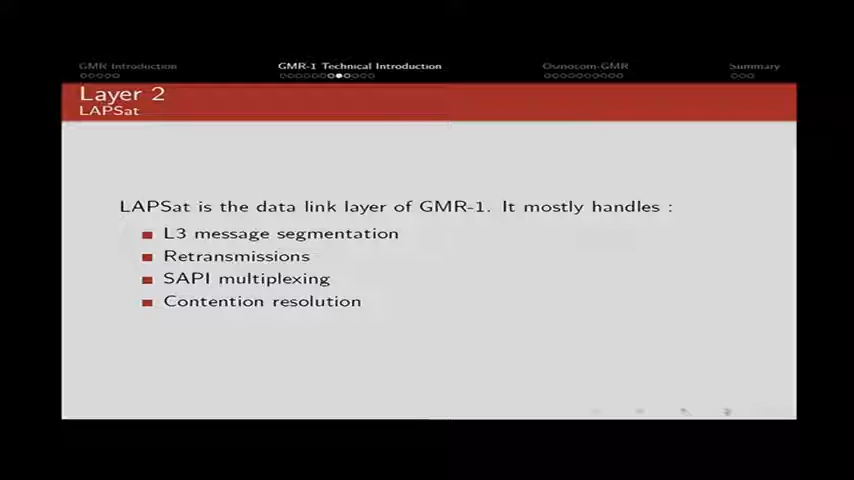 GMR Introduction
GMR-1 Technical Introduction
Osmocom-GMR
Summary
Layer 2
LAPSat
LAPSat is the data link layer of GMR-1. It mostly handles :
L3 message segmentation
Retransmissions
SAPI multiplexing
Contention resolution